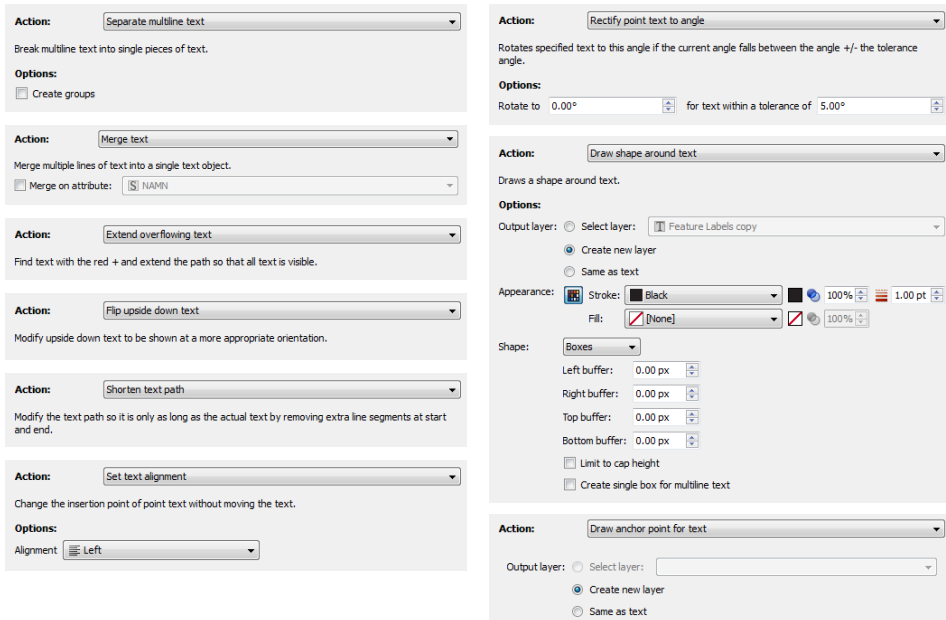 Action: Separate multiline text
Break multiline text into single pieces of text.
Options:
Create groups
Action: Merge text
Merge multiple lines of text into a single text object.
Merge on attribute: S NAMN
Action: Extend overflowing text
Find text with the red + and extend the path so that all text is visible.
Action: Flip upside down text
Modify upside down text to be shown at a more appropriate orientation.
Action: Shorten text path
Modify the text path so it is only as long as the actual text by removing extra line segments at start
and end.
Action: Set text alignment
Change the insertion point of point text without moving the text.
Options:
Alignment Left
Action: Rectify point text to angle
Rotates specified text to this angle if the current angle falls between the angle +/- the tolerance
angle.
Options:
Rotate to 0.00° for text within a tolerance of 5.00°
Action: Draw shape around text
Draws a shape around text.
Options:
Output layer: Select layer: T Feature Labels copy
Create new layer
Same as text
Appearance: Stroke: Black 100% 1.00 pt
Fill: [None] 100%
Shape: Boxes
Left buffer: 0.00 px
Right buffer: 0.00 px
Top buffer: 0.00 px
Bottom buffer: 0.00 px
Limit to cap height
Create single box for multiline text
Action: Draw anchor point for text
Output layer: Select layer:
Create new layer
Same as text